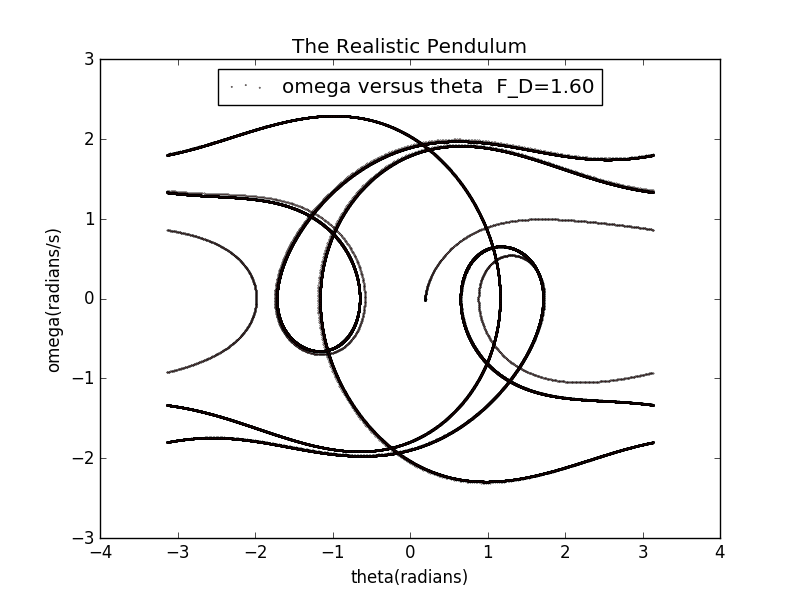 The Realistic Pendulum
omega versus theta  F_D=1.60
3
2
1
0
−1
−2
−3
omega(radians/s)
−4 −3 −2 −1 0 1 2 3 4
theta(radians)